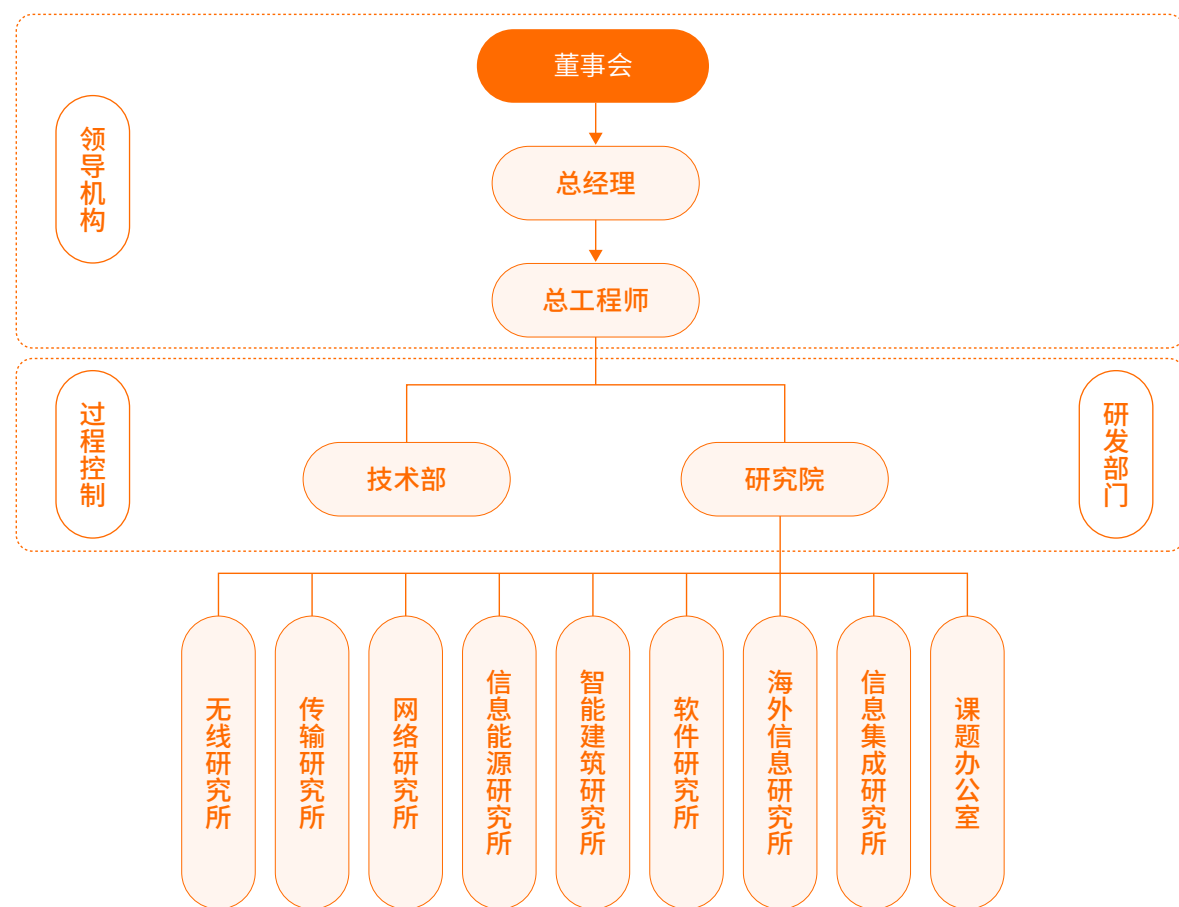 董事会
领导机构
总经理
总工程师
过程控制
研发部门
技术部
研究院
无线研究所
传输研究所
网络研究所
信息能源研究所
智能建筑研究所
软件研究所
海外信息研究所
信息集成研究所
课题办公室